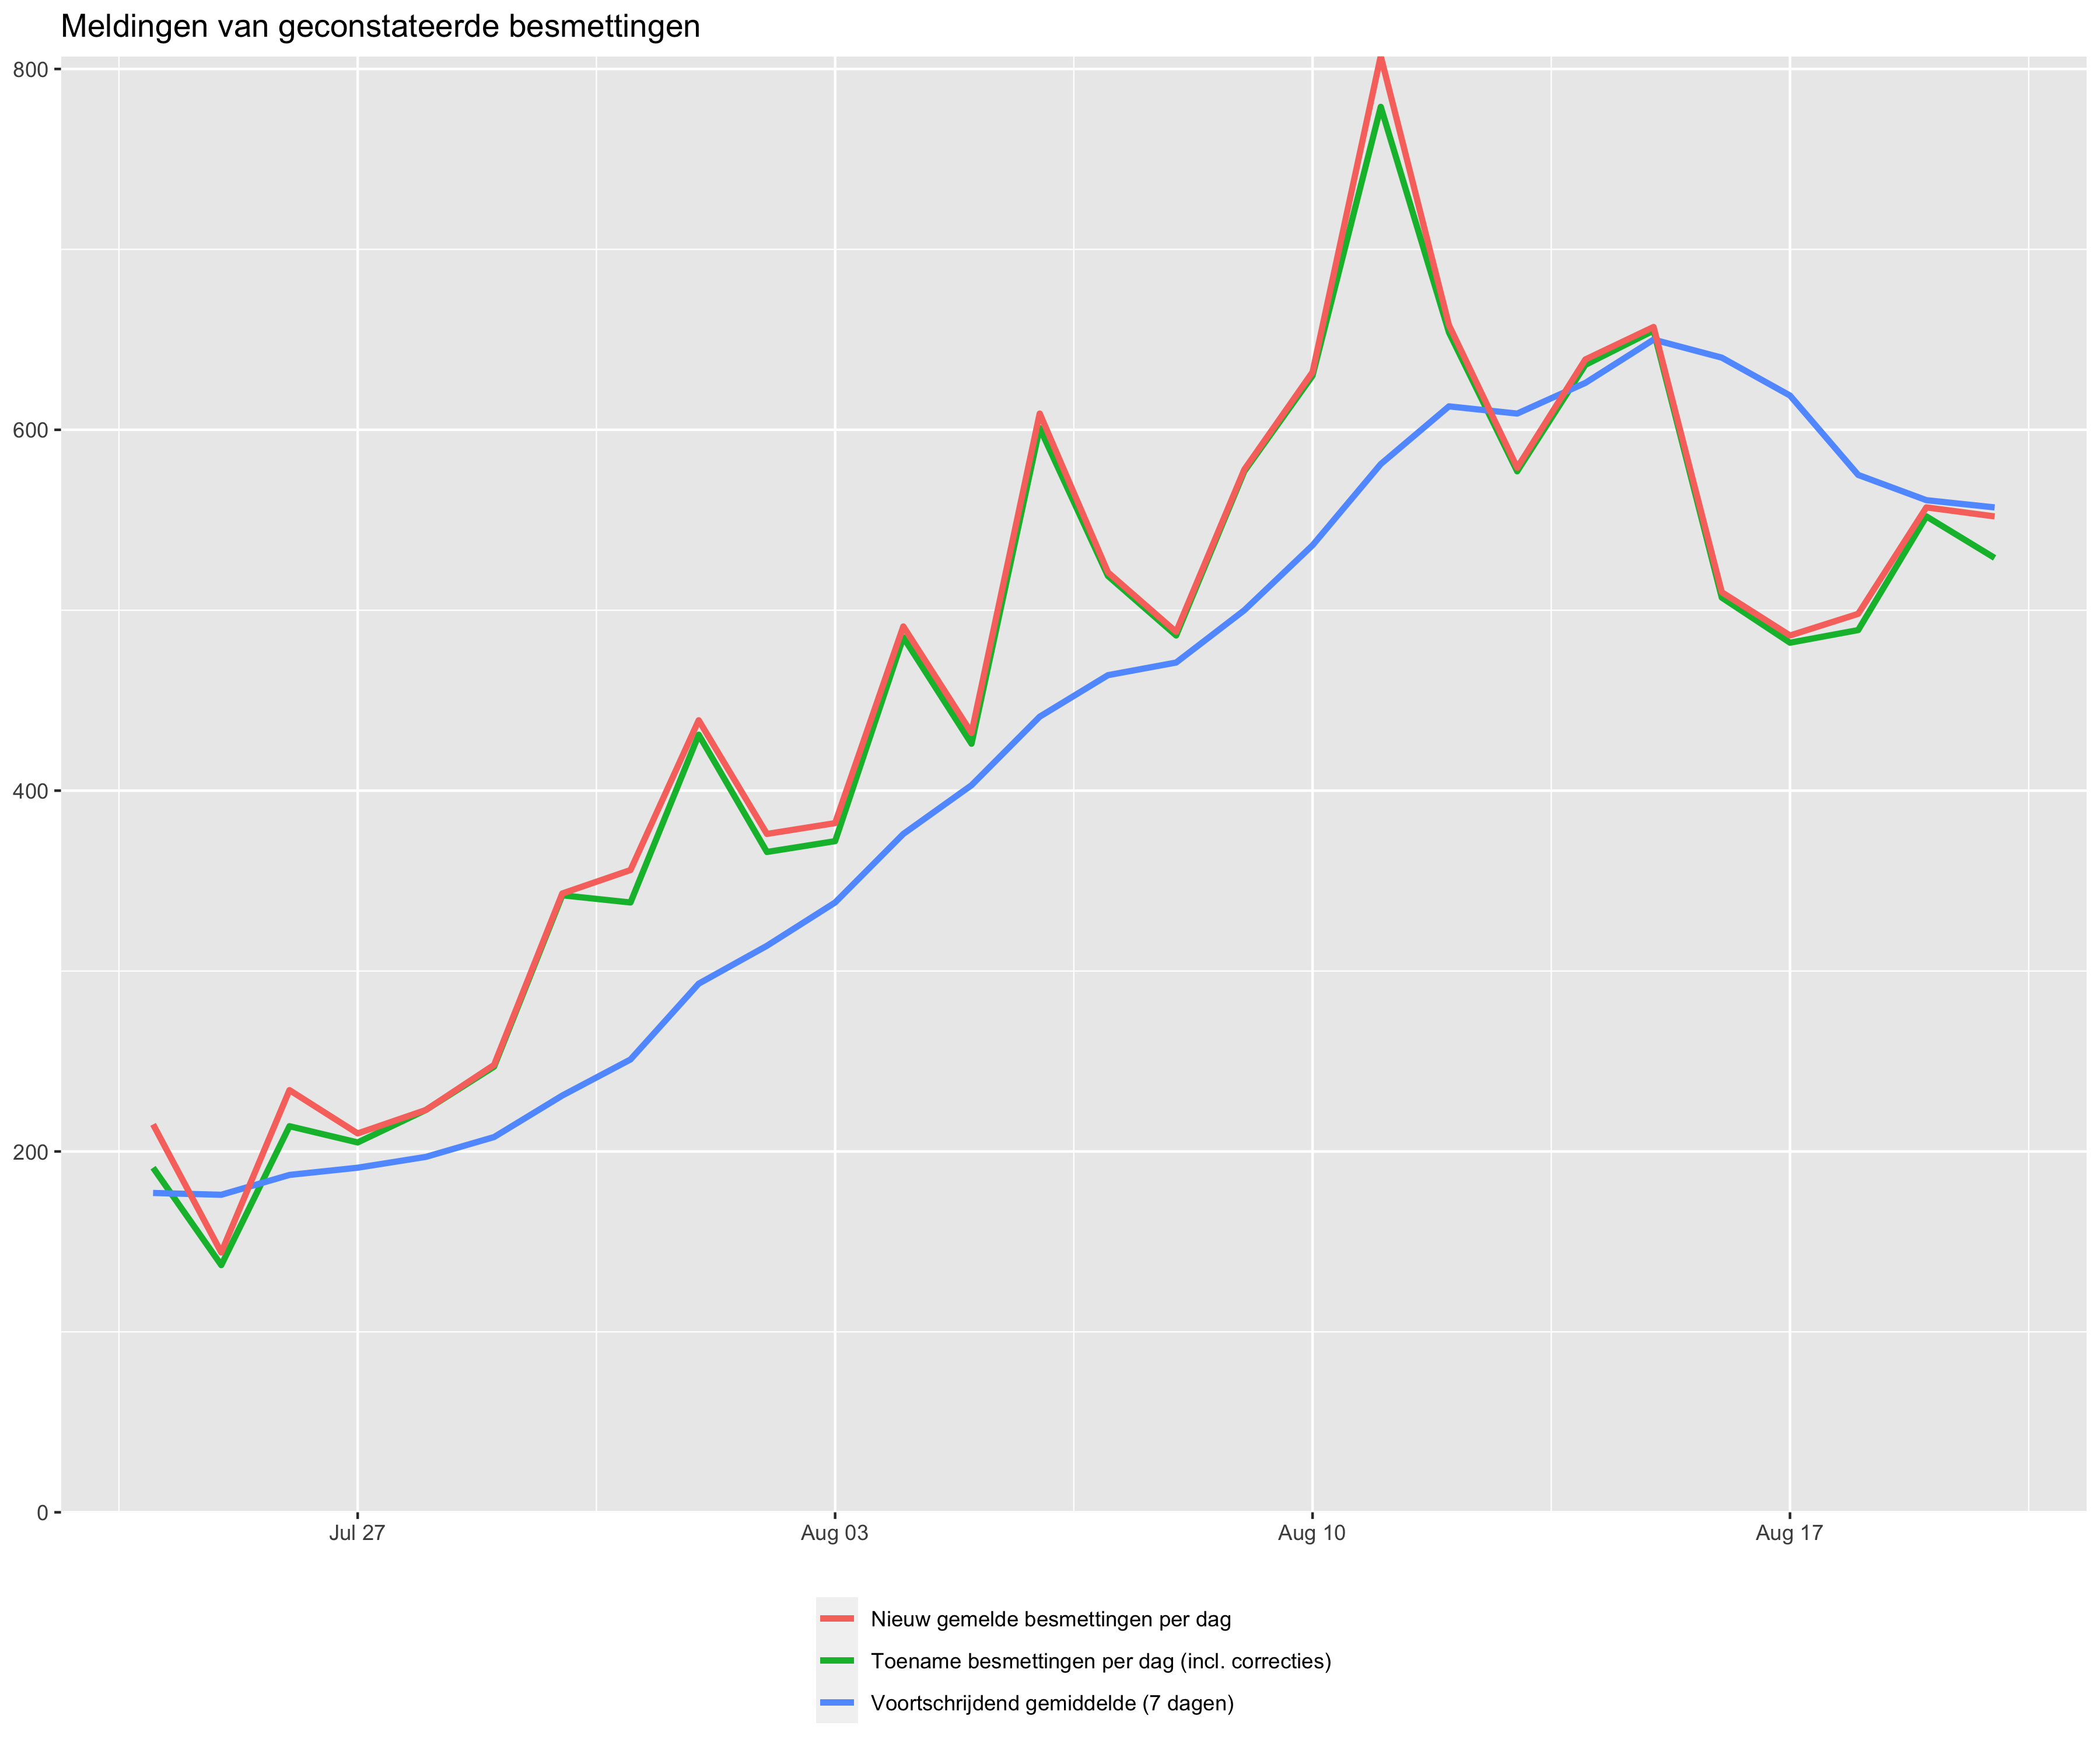 Meldingen van geconstateerde besmettingen
800
600
400
200
0
Jul 27
Aug 03
Aug 10
Aug 17
Nieuw gemelde besmettingen per dag
Toename besmettingen per dag (incl. correcties)
Voortschrijdend gemiddelde (7 dagen)